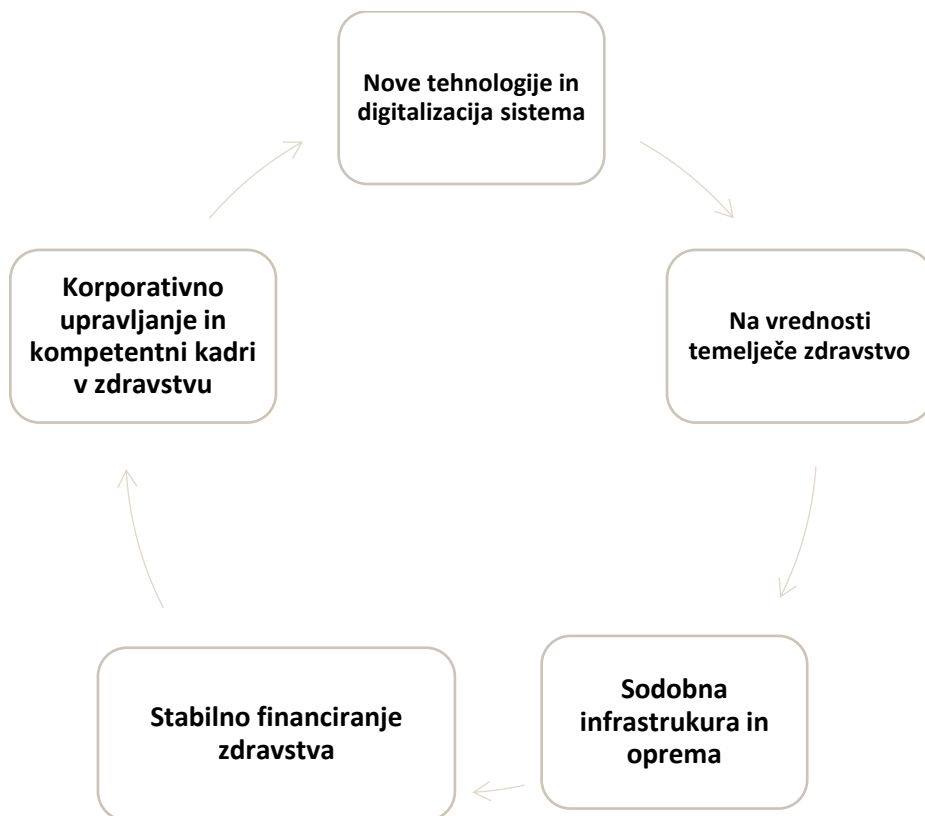 Nove tehnologije in
digitalizacija sistema
Na vrednosti
temelječe zdravstvo
Sodobna
infrastrukura in
oprema
Stabilno financiranje
zdravstva
Korporativno
upravljanje in
kompetentni kadri
v zdravstvu